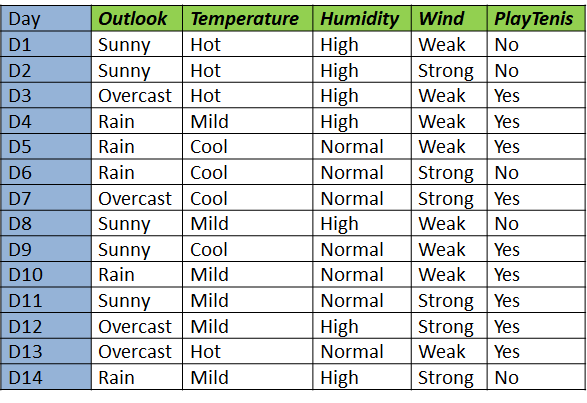 Day Outlook Temperature Humidity Wind PlayTenis
D1 Sunny Hot High Weak No
D2 Sunny Hot High Strong No
D3 Overcast Hot High Weak Yes
D4 Rain Mild High Weak Yes
D5 Rain Cool Normal Weak Yes
D6 Rain Cool Normal Strong No
D7 Overcast Cool Normal Strong Yes
D8 Sunny Mild High Weak No
D9 Sunny Cool Normal Weak Yes
D10 Rain Mild Normal Weak Yes
D11 Sunny Mild Normal Strong Yes
D12 Overcast Mild High Strong Yes
D13 Overcast Hot Normal Weak Yes
D14 Rain Mild High Strong No